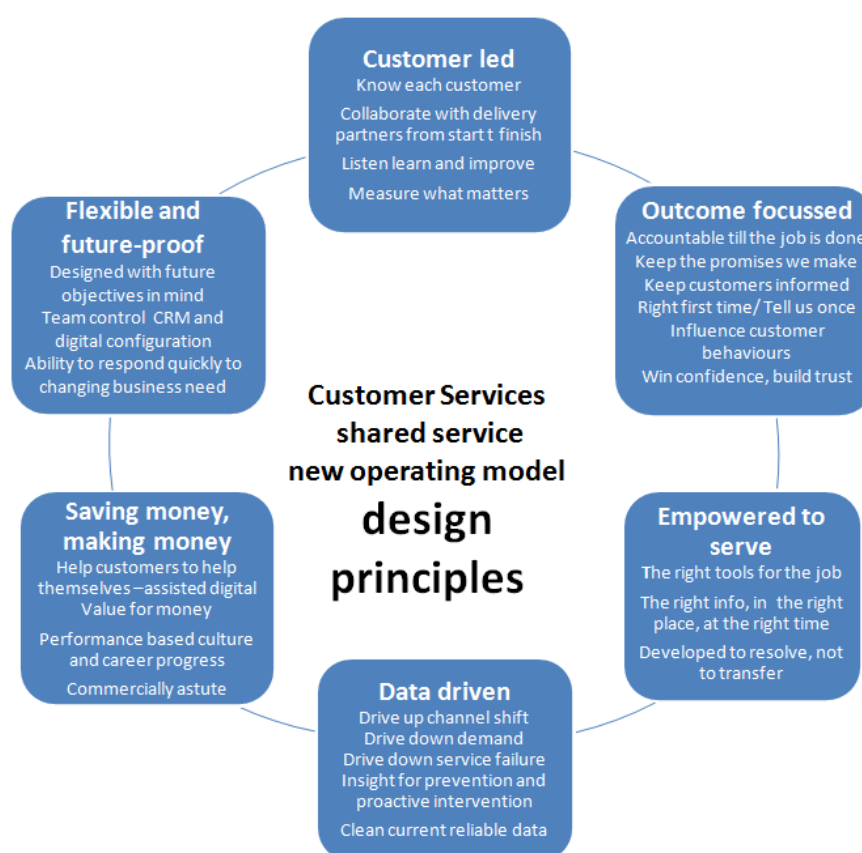 Customer led
Know each customer
Collaborate with delivery
partners from start t finish
Listen learn and improve
Measure what matters
Outcome focussed
Accountable till the job is done
Keep the promises we make
Keep customers informed
Right first time/ Tell us once
Influence customer
behaviours
Win confidence, build trust
Empowered to
serve
The right tools for the job
The right info, in the right
place, at the right time
Developed to resolve, not
to transfer
Data driven
Drive up channel shift
Drive down demand
Drive down service failure
Insight for prevention and
proactive intervention
Clean current reliable data
Saving money,
making money
Help customers to help
themselves –assisted digital
Value for money
Performance based culture
and career progress
Commercially astute
Flexible and
future-proof
Designed with future
objectives in mind
Team control CRM and
digital configuration
Ability to respond quickly to
changing business need
Customer Services
shared service
new operating model
design
principles